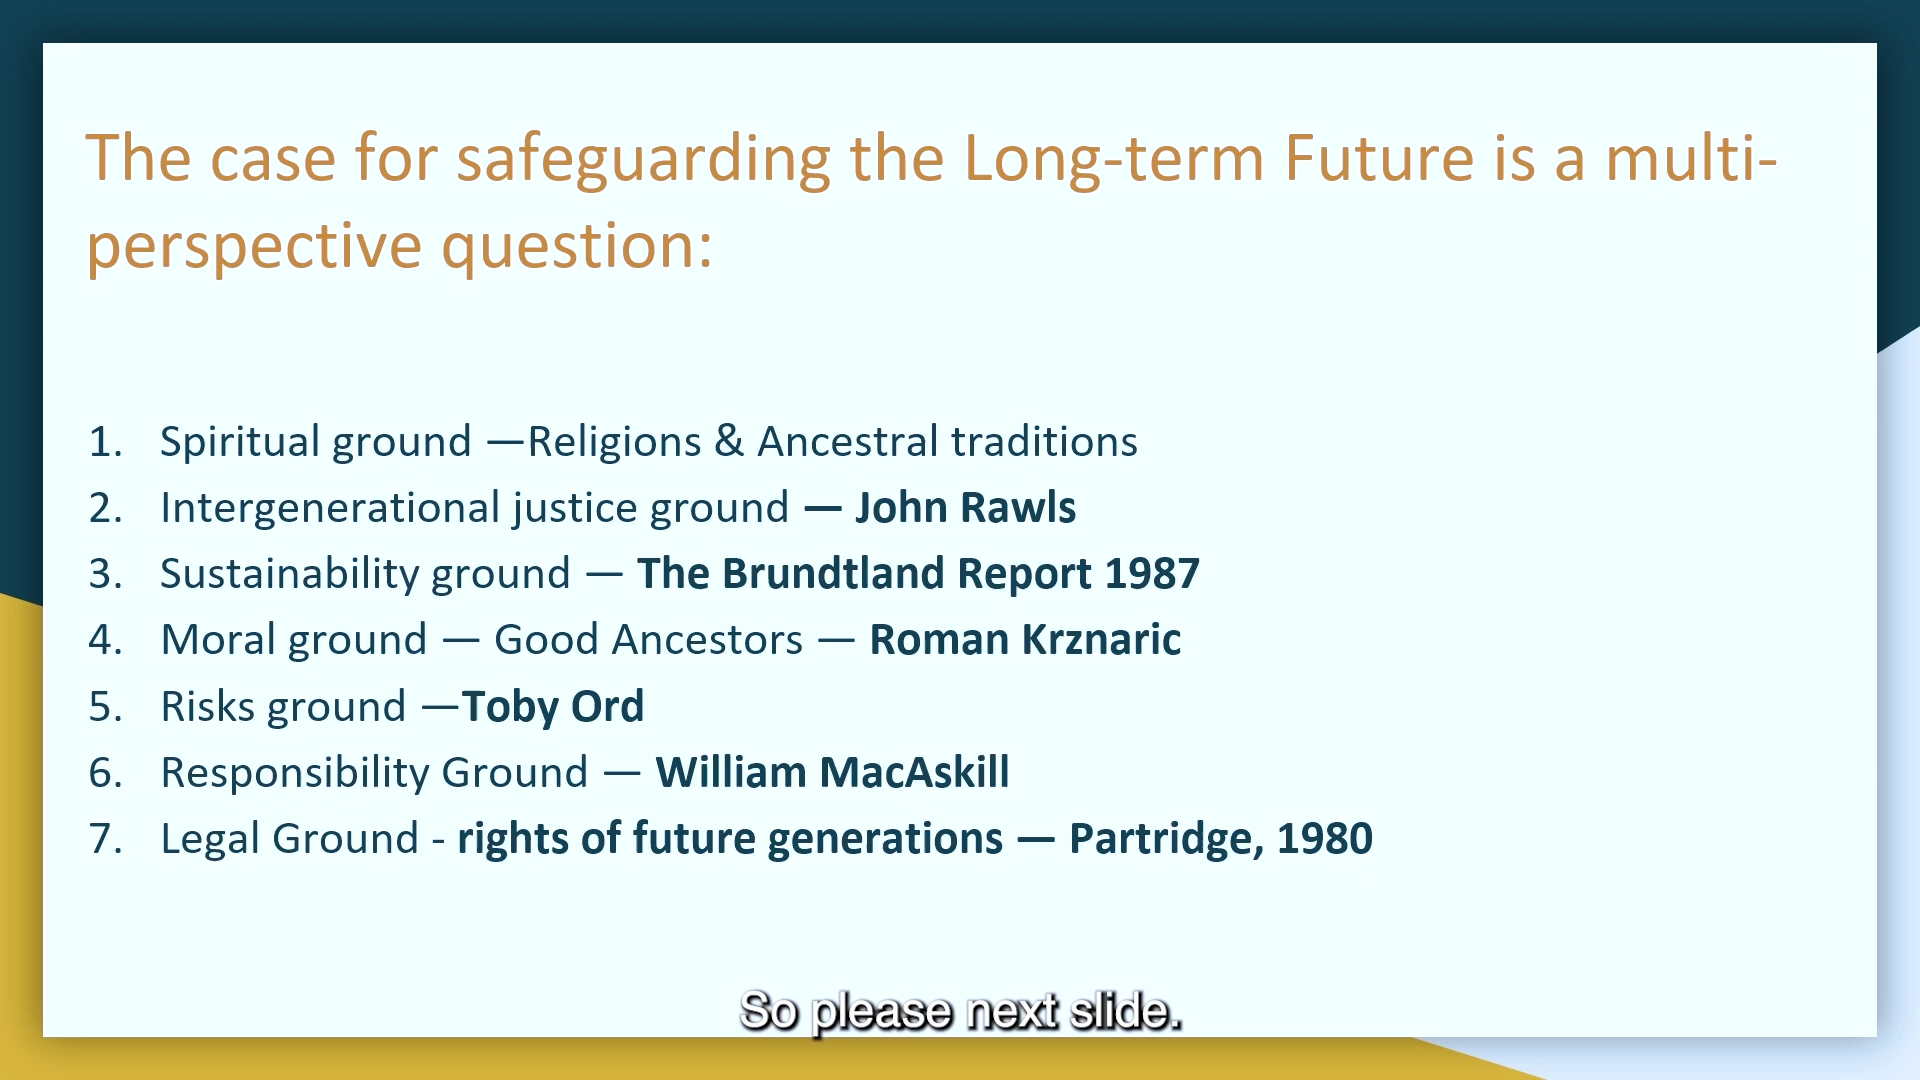 The case for safeguarding the Long-term Future is a multi-
perspective question:
1. Spiritual ground —Religions & Ancestral traditions
2. Intergenerational justice ground — John Rawls
3. Sustainability ground — The Brundtland Report 1987
4. Moral ground — Good Ancestors — Roman Krznaric
5. Risks ground —Toby Ord
6. Responsibility Ground — William MacAskill
7. Legal Ground - rights of future generations — Partridge, 1980
So please next slide.